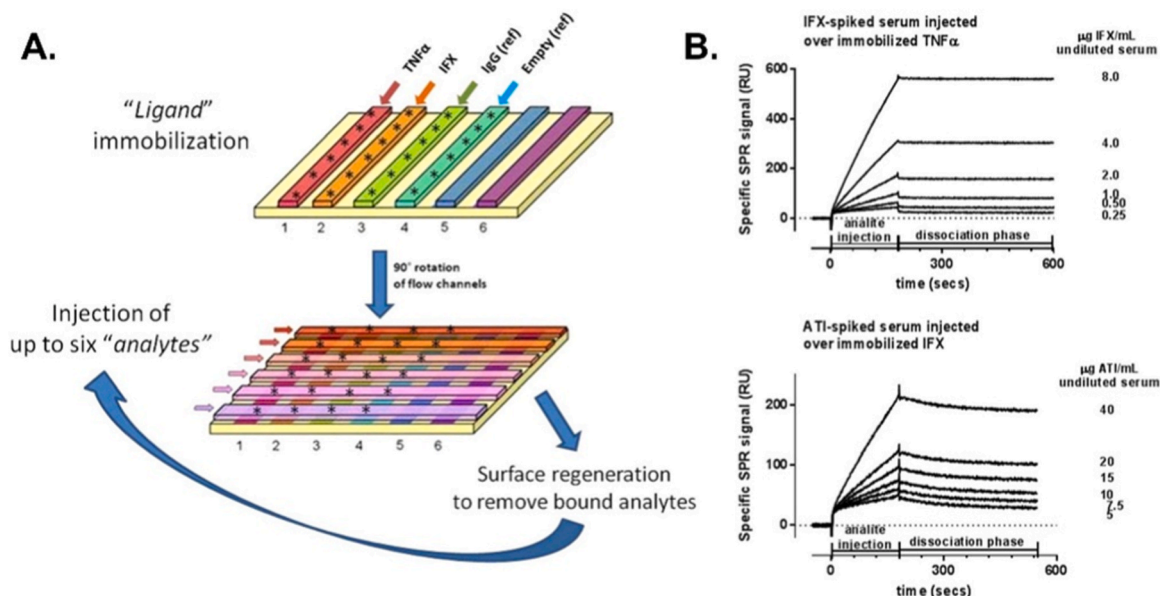 A.
TNFα
IFX
IgG (ref)
Empty (ref)
"Ligand"
immobilization
1 2 3 4 5 6
90° rotation
of flow channels
Injection of
up to six "analytes"
1 2 3 4 5 6
Surface regeneration
to remove bound analytes
B.
IFX-spiked serum injected
over immobilized TNFα
µg IFX/mL
undiluted serum
Specific SPR signal (RU)
600
400
200
0
8.0
4.0
2.0
1.0
0.50
0.25
analite
injection
dissociation phase
0 300 600
time (secs)
ATI-spiked serum injected
over immobilized IFX
µg ATI/mL
undiluted serum
Specific SPR signal (RU)
200
100
0
40
20
15
10
7.5
5
analite
injection
dissociation phase
0 300 600
time (secs)